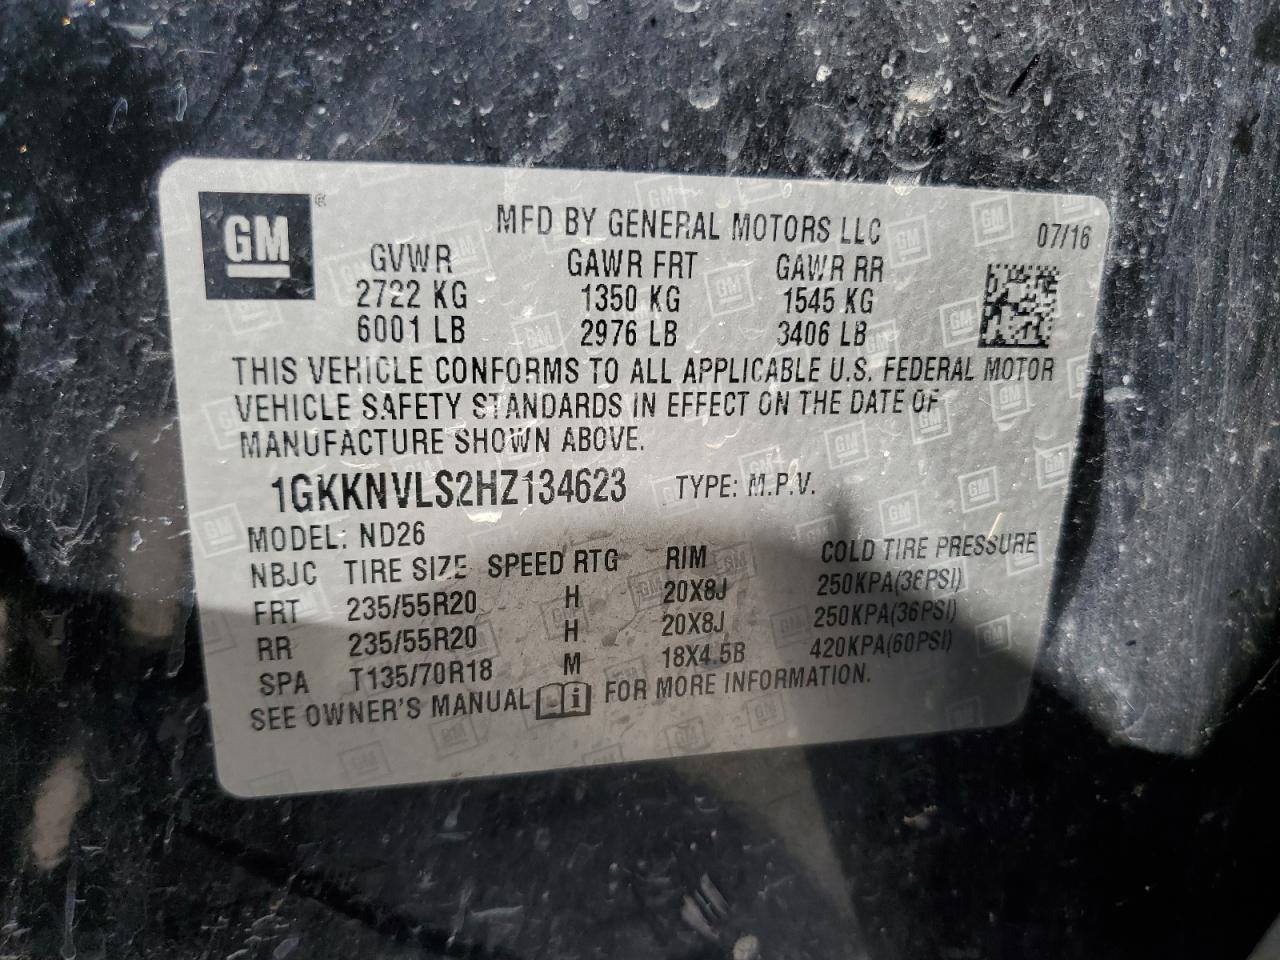 GM ®
MFD BY GENERAL MOTORS LLC 07/16
GVWR GAWR FRT GAWR RR
2722 KG 1350 KG 1545 KG
6001 LB 2976 LB 3406 LB
THIS VEHICLE CONFORMS TO ALL APPLICABLE U.S. FEDERAL MOTOR
VEHICLE SAFETY STANDARDS IN EFFECT ON THE DATE OF
MANUFACTURE SHOWN ABOVE.
1GKKNVLS2HZ134623 TYPE: M.P.V.
MODEL: ND26
NBJC TIRE SIZE SPEED RTG RIM COLD TIRE PRESSURE
FRT 235/55R20 H 20X8J 250KPA(36PSI)
RR 235/55R20 H 20X8J 250KPA(36PSI)
SPA T135/70R18 M 18X4.5B 420KPA(60PSI)
SEE OWNER'S MANUAL i FOR MORE INFORMATION.